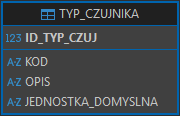 TYP_CZUJNIKA
123 ID_TYP_CZUJ
A-Z KOD
A-Z OPIS
A-Z JEDNOSTKA_DOMYSLNA